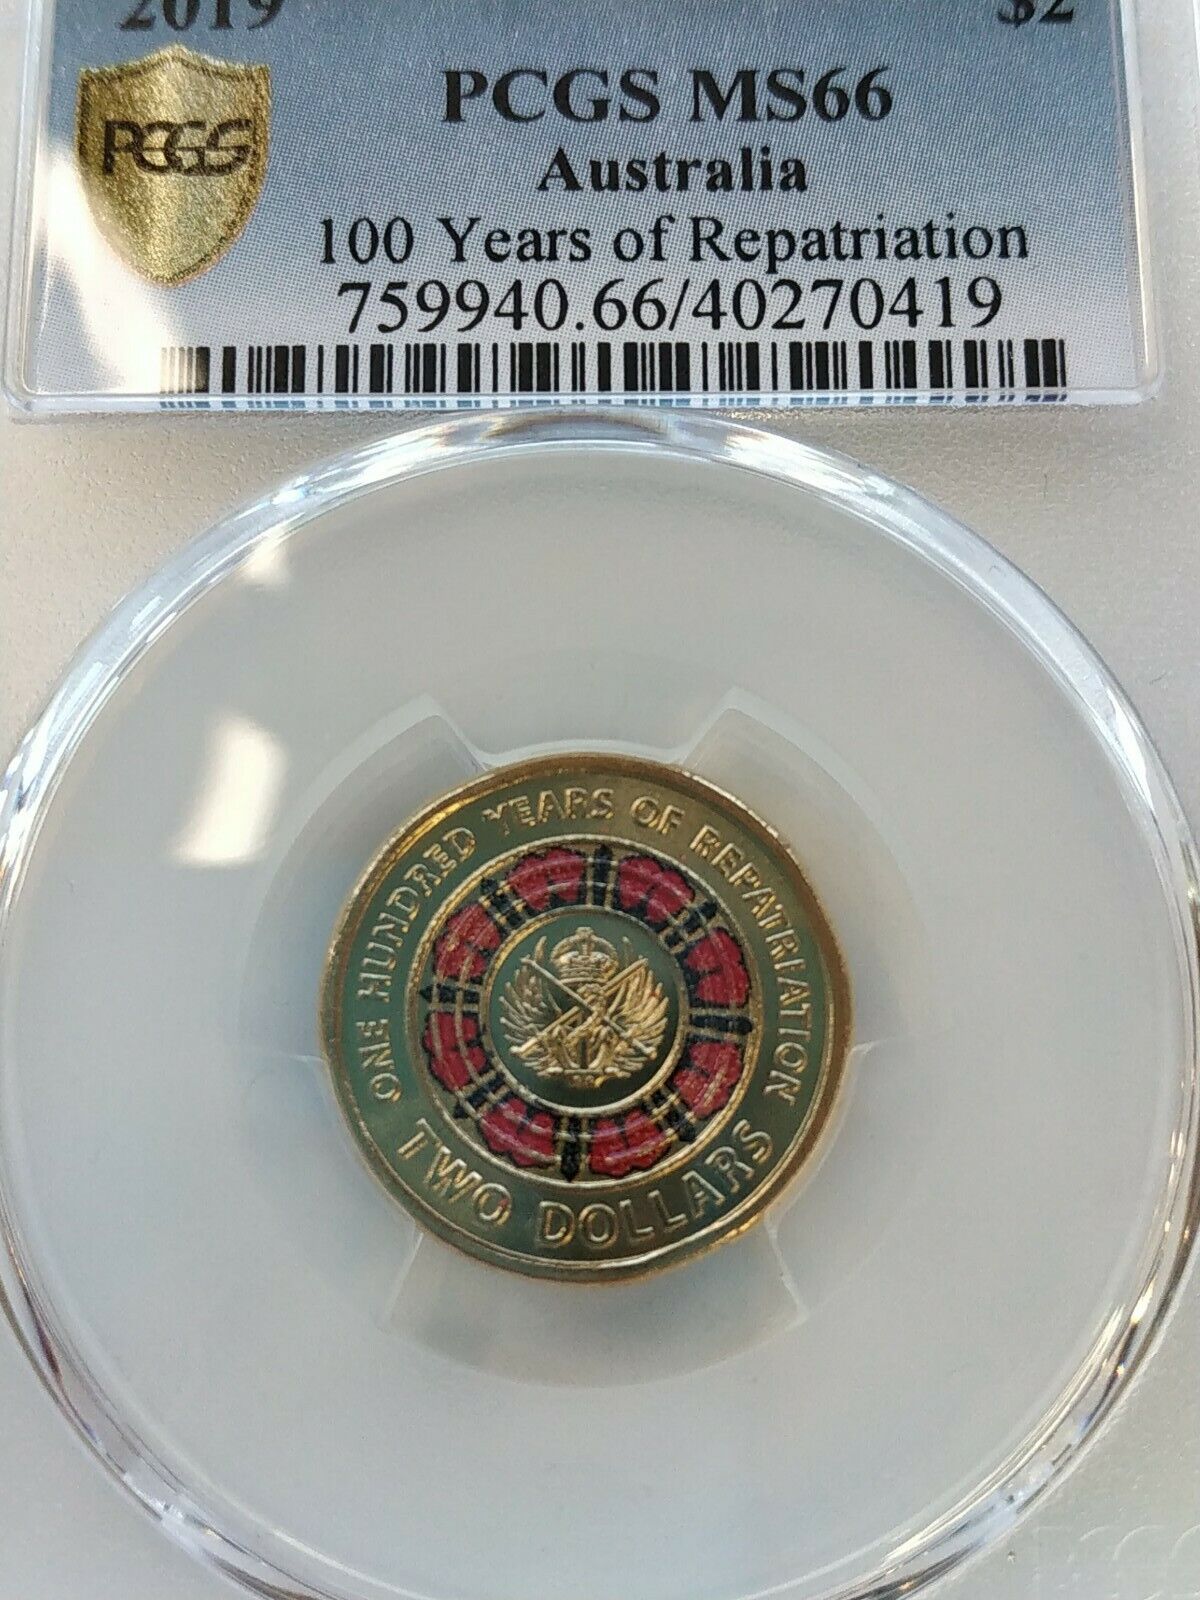 2019 $2
PCGS
PCGS MS66
Australia
100 Years of Repatriation
759940.66/40270419
ONE HUNDRED YEARS OF REPATRIATION
TWO DOLLARS